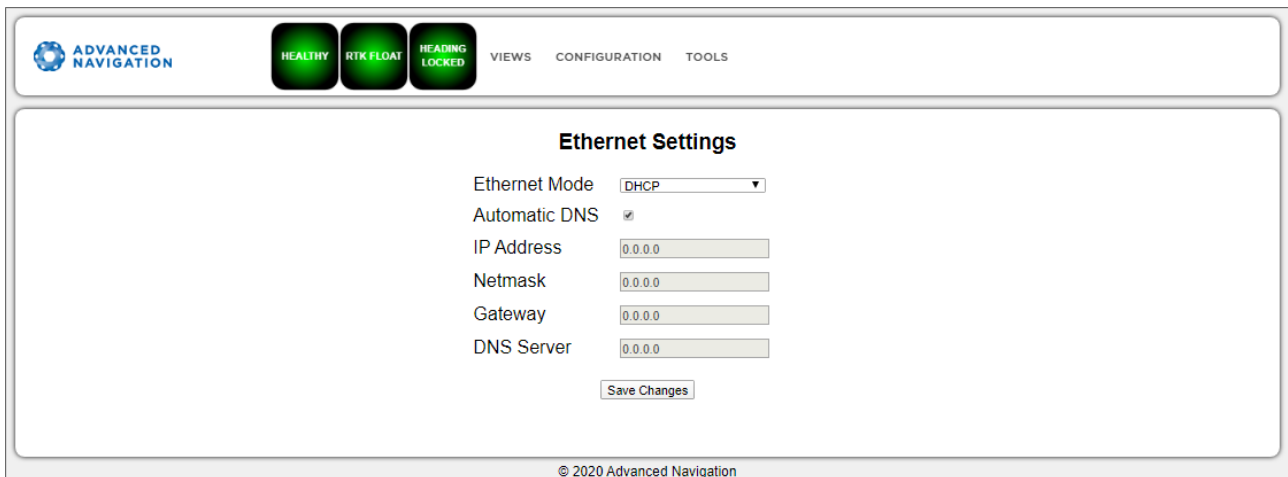 ADVANCED
NAVIGATION
HEALTHY
RTK FLOAT
HEADING
LOCKED
VIEWS
CONFIGURATION
TOOLS
Ethernet Settings
Ethernet Mode DHCP
Automatic DNS
IP Address 0.0.0.0
Netmask 0.0.0.0
Gateway 0.0.0.0
DNS Server 0.0.0.0
Save Changes
© 2020 Advanced Navigation